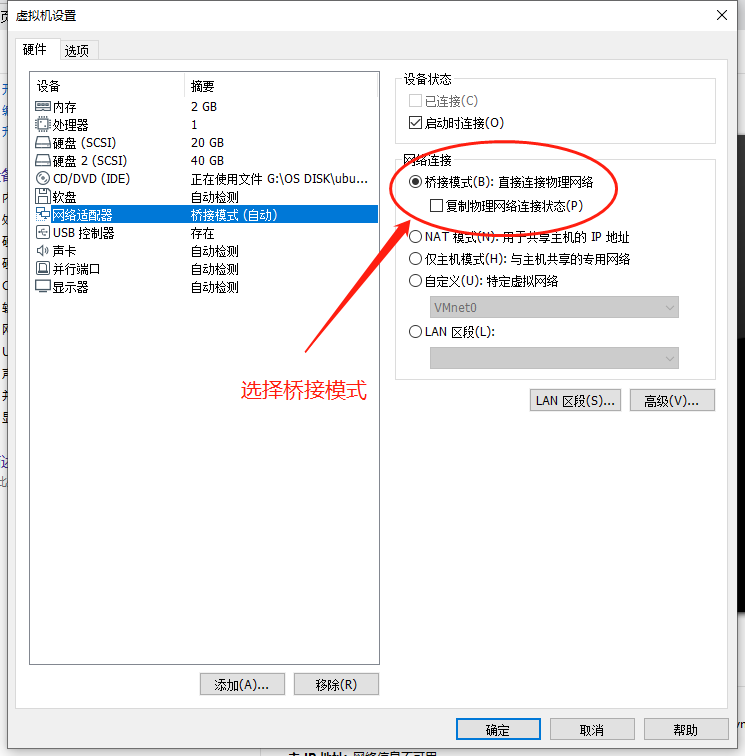 虚拟机设置
硬件 选项
设备 摘要
内存 2 GB
处理器 1
硬盘 (SCSI) 20 GB
硬盘 2 (SCSI) 40 GB
CD/DVD (IDE) 正在使用文件 G:\OS DISK\ubu...
软盘 自动检测
网络适配器 桥接模式 (自动)
USB 控制器 存在
声卡 自动检测
并行端口 自动检测
显示器 自动检测
设备状态
已连接(C)
启动时连接(O)
网络连接
桥接模式(B): 直接连接物理网络
复制物理网络连接状态(P)
NAT 模式(N): 用于共享主机的 IP 地址
仅主机模式(H): 与主机共享的专用网络
自定义(U): 特定虚拟网络
VMnet0
LAN 区段(L):
LAN 区段(S)... 高级(V)...
选择桥接模式
添加(A)... 移除(R)
确定 取消 帮助